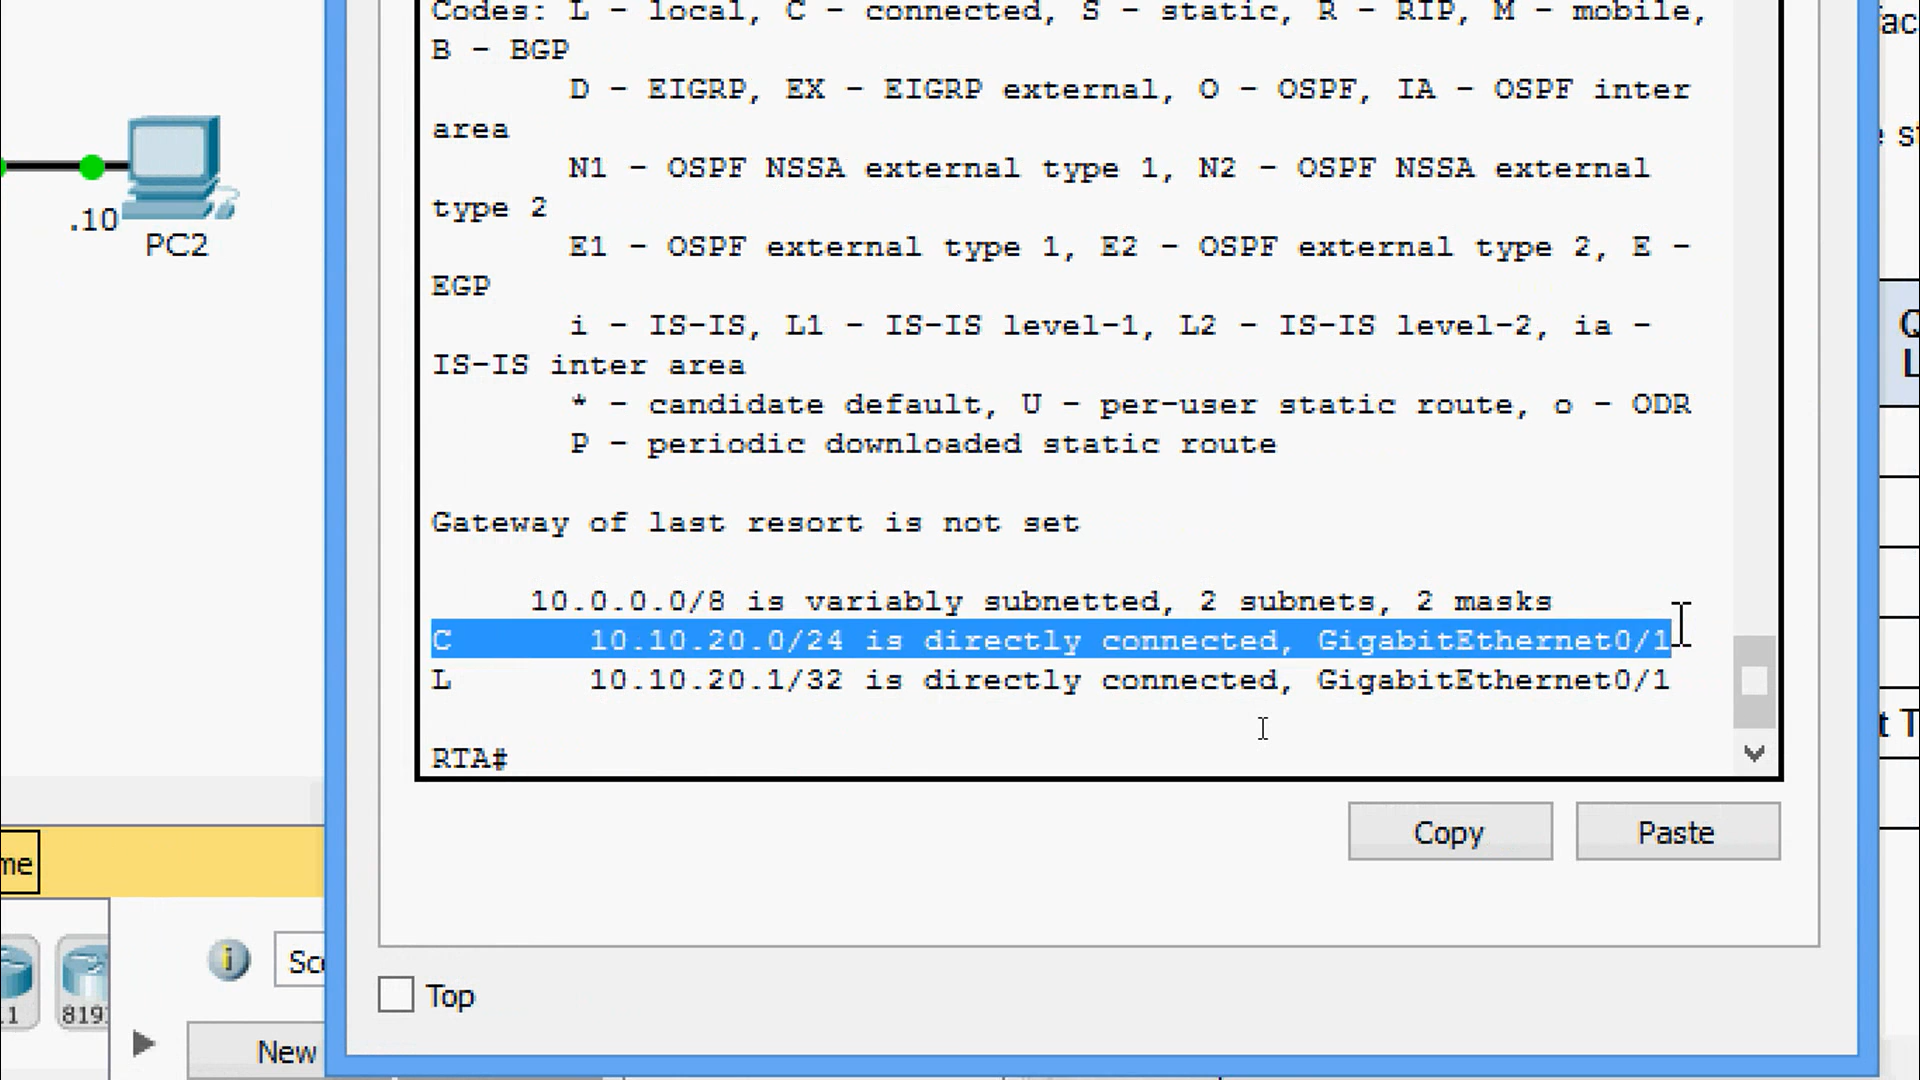 Codes: L - local, C - connected, S - static, R - RIP, M - mobile,
B - BGP
D - EIGRP, EX - EIGRP external, O - OSPF, IA - OSPF inter
area
N1 - OSPF NSSA external type 1, N2 - OSPF NSSA external
type 2
E1 - OSPF external type 1, E2 - OSPF external type 2, E -
EGP
i - IS-IS, L1 - IS-IS level-1, L2 - IS-IS level-2, ia -
IS-IS inter area
* - candidate default, U - per-user static route, o - ODR
P - periodic downloaded static route
Gateway of last resort is not set
10.0.0.0/8 is variably subnetted, 2 subnets, 2 masks
C 10.10.20.0/24 is directly connected, GigabitEthernet0/1
L 10.10.20.1/32 is directly connected, GigabitEthernet0/1
RTA#
Copy
Paste
Top
.10
PC2
New